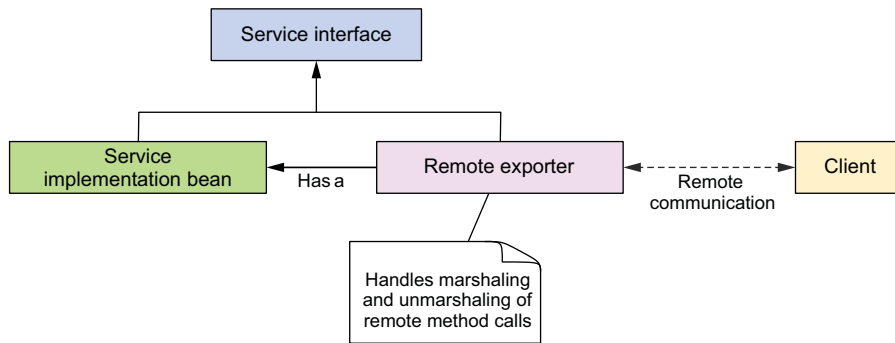 Service interface
Service
implementation bean
Has a
Remote exporter
Remote
communication
Client
Handles marshaling
and unmarshaling of
remote method calls